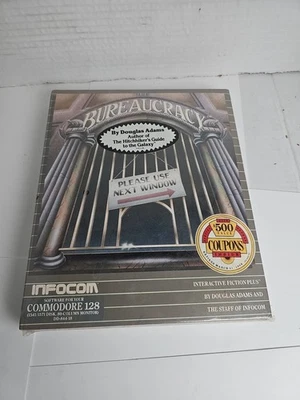 BUREAUCRACY
By Douglas Adams
Author of
The Hitchhiker's Guide
to the Galaxy
PLEASE USE
NEXT WINDOW
$500
COUPONS
INSIDE
INFOCOM
SOFTWARE FOR YOUR
COMMODORE 128
INTERACTIVE FICTION PLUS
BY DOUGLAS ADAMS AND
THE STAFF OF INFOCOM